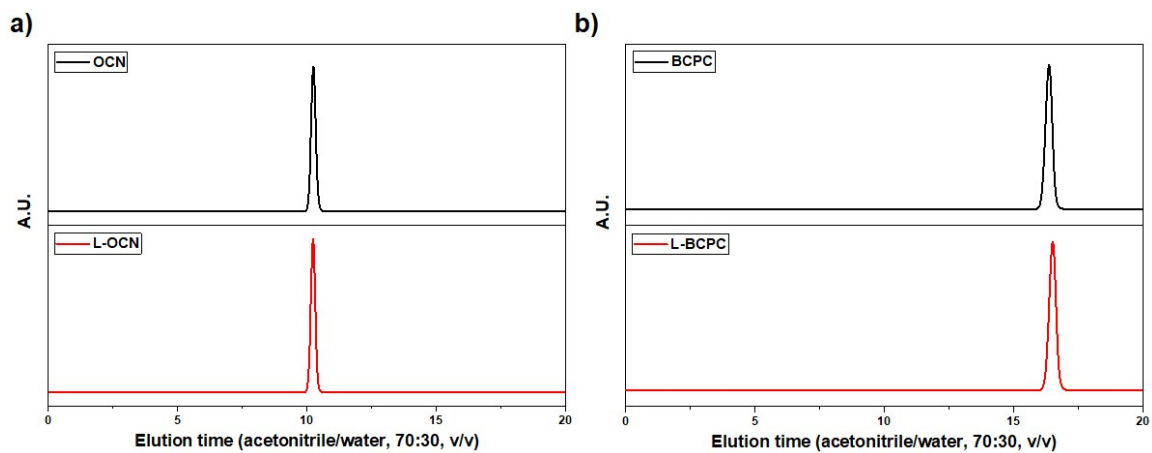 a)
OCN
L-OCN
A.U.
0 5 10 15 20
Elution time (acetonitrile/water, 70:30, v/v)
b)
BCPC
L-BCPC
A.U.
0 5 10 15 20
Elution time (acetonitrile/water, 70:30, v/v)